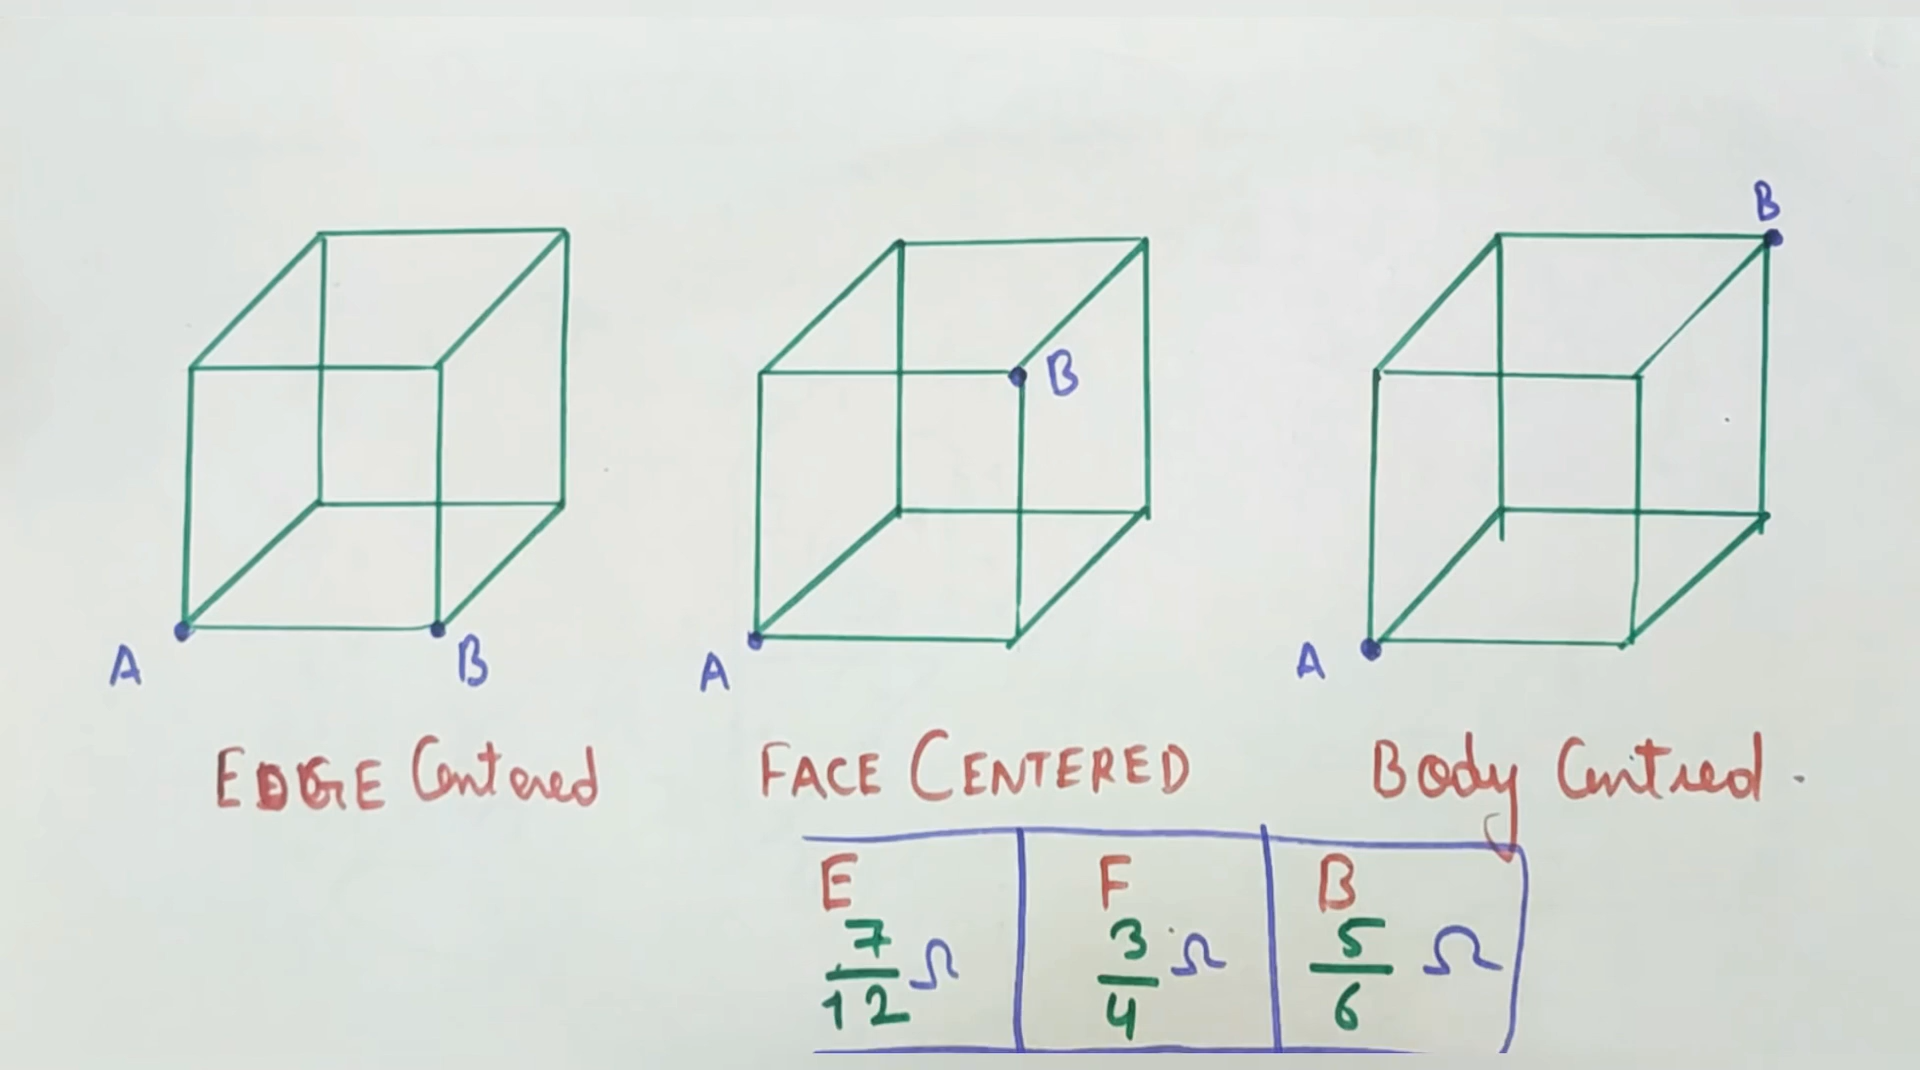 B
B
A
B
A
A
EDGE Centered
FACE CENTERED
Body Centred.
E
F
B
7/12 Ω
3/4 Ω
5/6 Ω